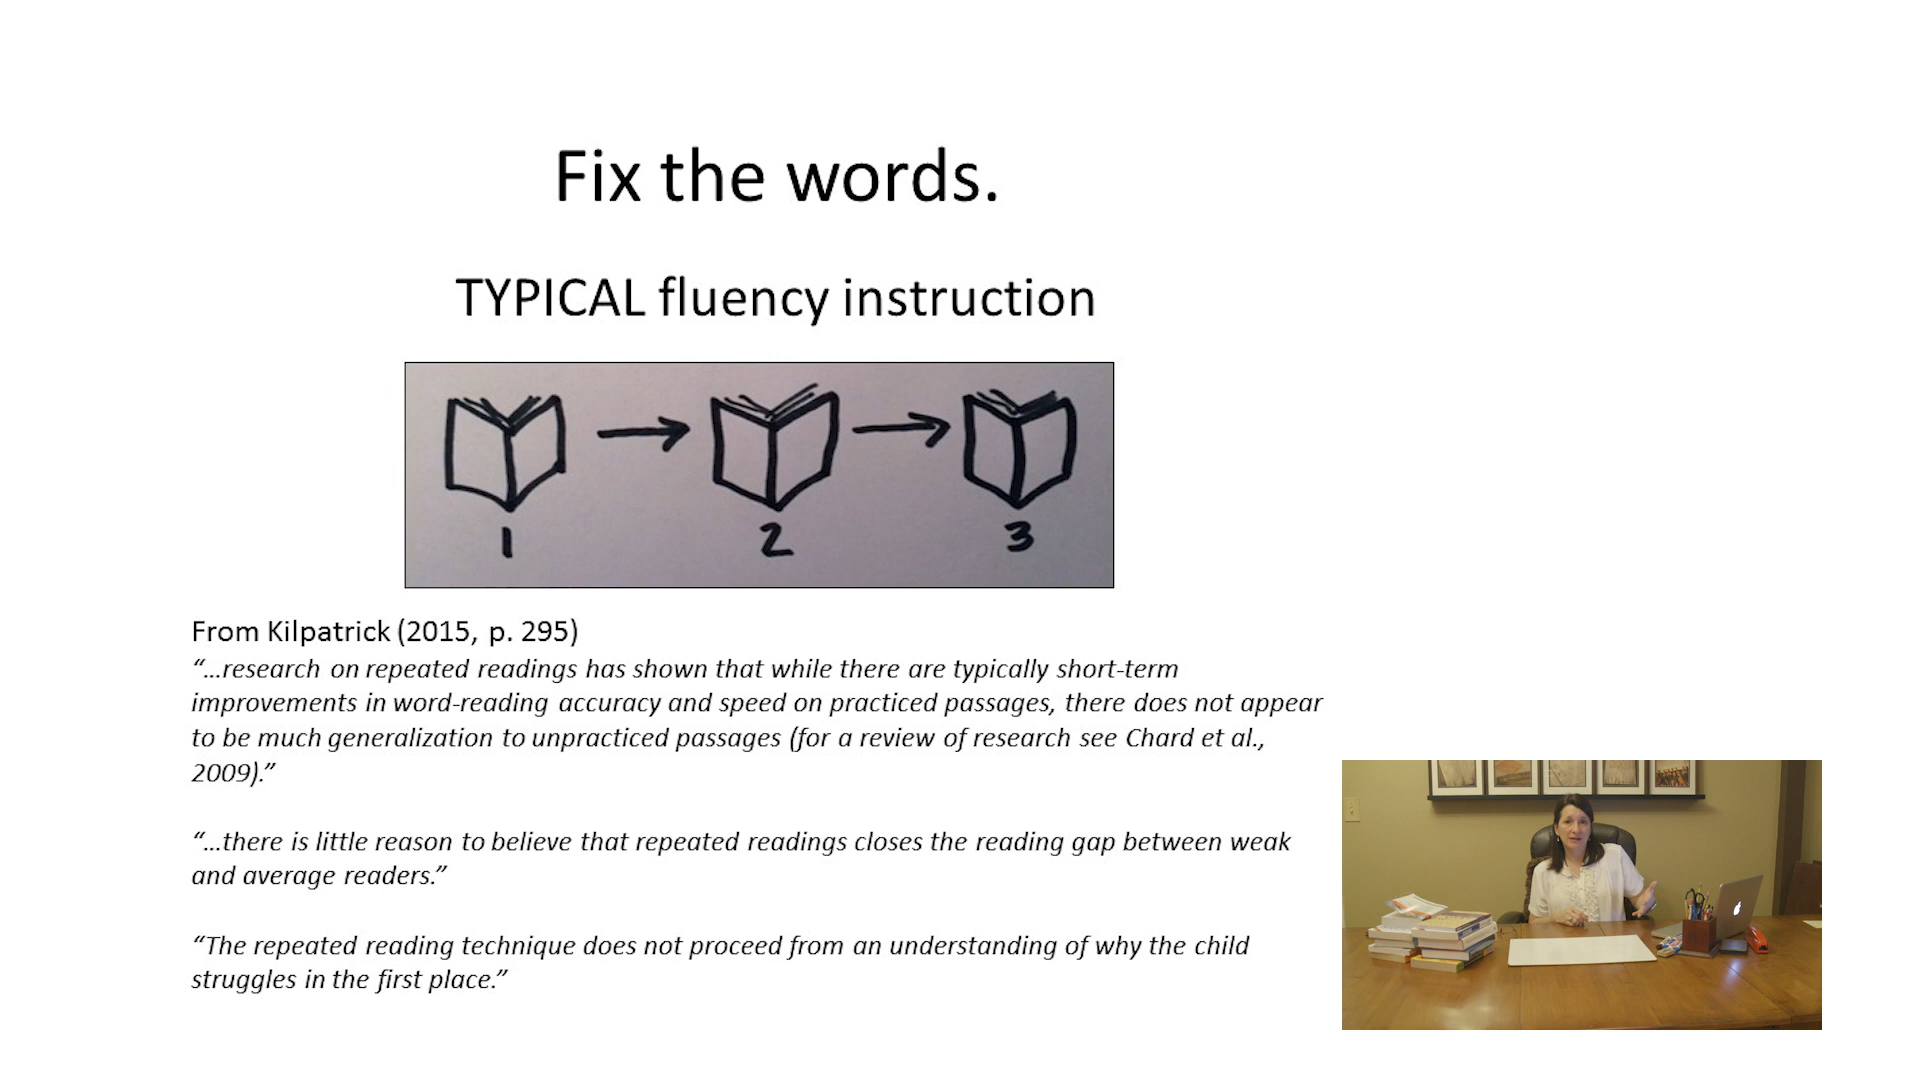 Fix the words.
TYPICAL fluency instruction
1 2 3
From Kilpatrick (2015, p. 295)
“...research on repeated readings has shown that while there are typically short-term
improvements in word-reading accuracy and speed on practiced passages, there does not appear
to be much generalization to unpracticed passages (for a review of research see Chard et al.,
2009).”
“...there is little reason to believe that repeated readings closes the reading gap between weak
and average readers.”
“The repeated reading technique does not proceed from an understanding of why the child
struggles in the first place.”